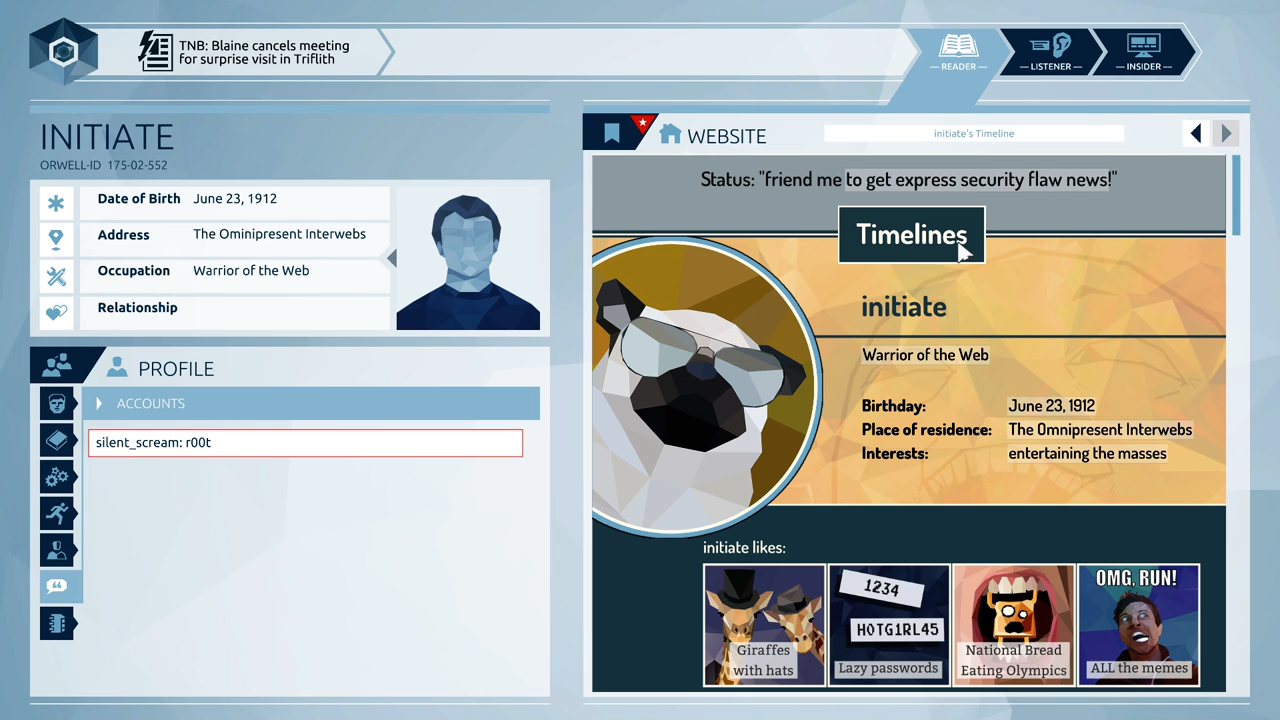 TNB: Blaine cancels meeting
for surprise visit in Triflith
READER
LISTENER
INSIDER
INITIATE
ORWELL-ID 175-02-552
Date of Birth June 23, 1912
Address The Ominipresent Interwebs
Occupation Warrior of the Web
Relationship
PROFILE
ACCOUNTS
silent_scream: r00t
WEBSITE
initiate's Timeline
Status: "friend me to get express security flaw news!"
Timelines
initiate
Warrior of the Web
Birthday: June 23, 1912
Place of residence: The Omnipresent Interwebs
Interests: entertaining the masses
initiate likes:
Giraffes
with hats
1234
HOTG1RL45
Lazy passwords
National Bread
Eating Olympics
OMG, RUN!
ALL the memes